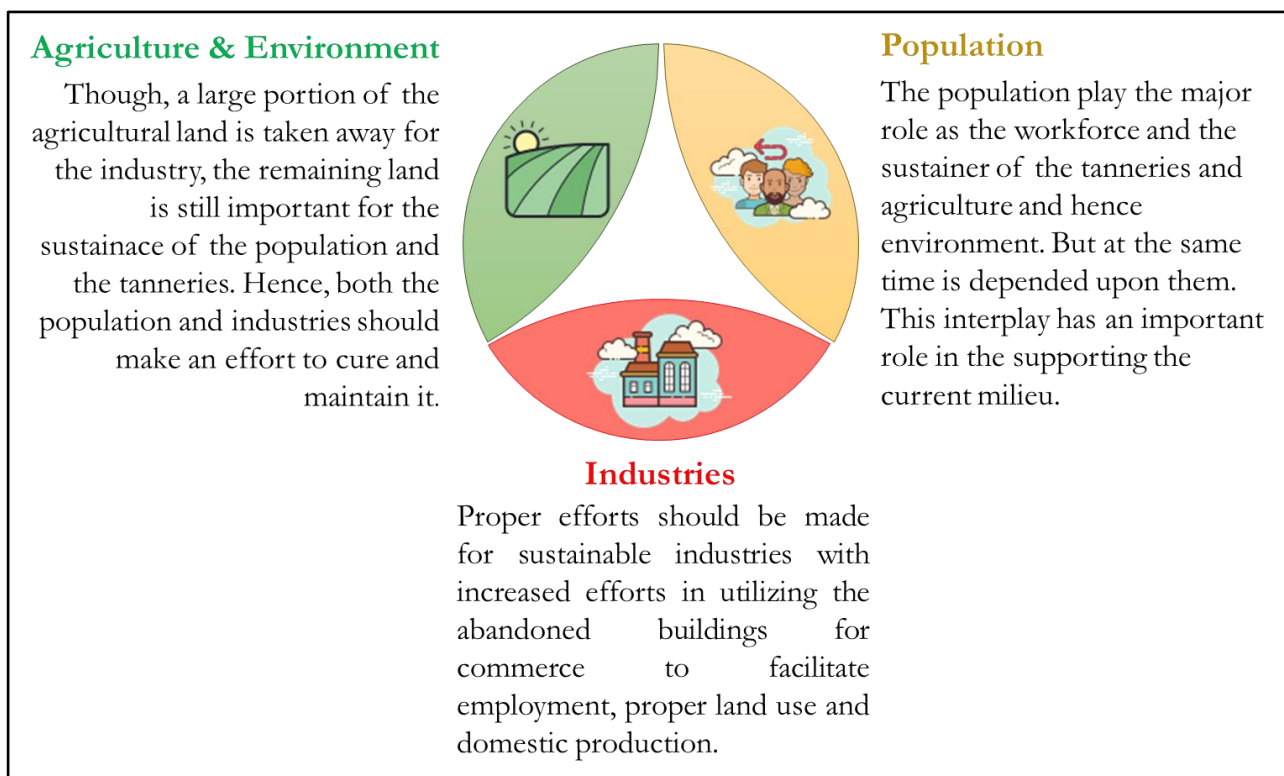 Agriculture & Environment
Though, a large portion of the
agricultural land is taken away for
the industry, the remaining land
is still important for the
sustainace of the population and
the tanneries. Hence, both the
population and industries should
make an effort to cure and
maintain it.
Population
The population play the major
role as the workforce and the
sustainer of the tanneries and
agriculture and hence
environment. But at the same
time is depended upon them.
This interplay has an important
role in the supporting the
current milieu.
Industries
Proper efforts should be made
for sustainable industries with
increased efforts in utilizing the
abandoned buildings for
commerce to facilitate
employment, proper land use and
domestic production.